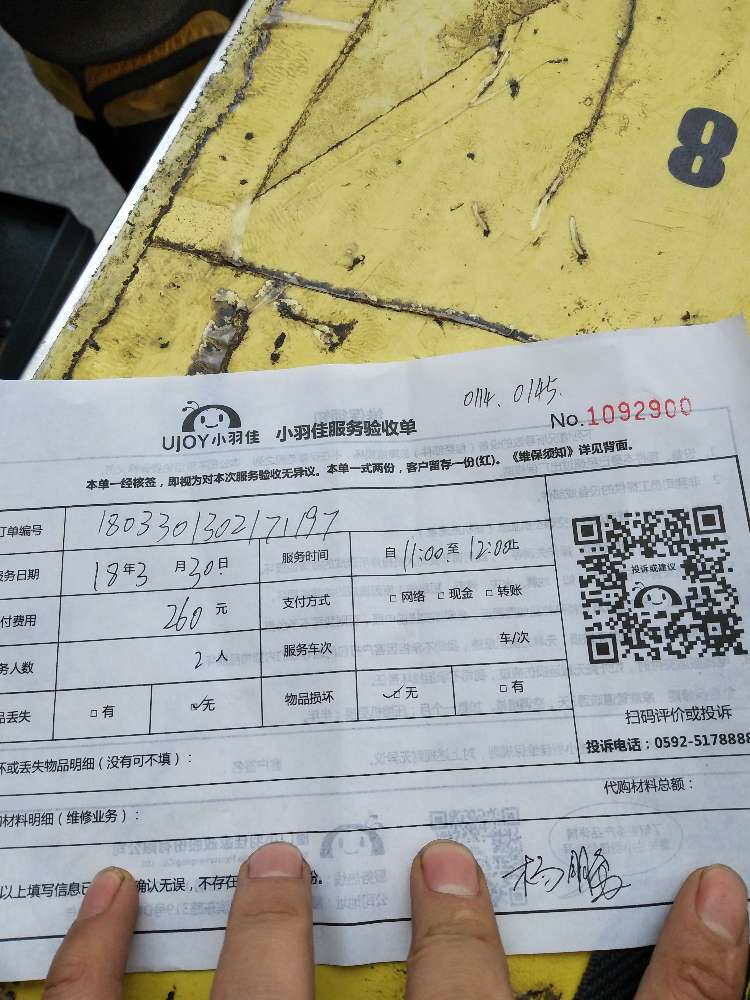 8
0114. 0145.
UJOY小羽佳 小羽佳服务验收单 No.1092900
本单一经核签，即视为对本次服务验收无异议。本单一式两份，客户留存一份(红)。《维保须知》详见背面。
订单编号 180330130217197
服务日期 18年3月30日 服务时间 自11:00至12:00止
付费用 260元 支付方式 □网络 □现金 □转账
务人数 2人 服务车次 车/次
品丢失 □有 ☑无 物品损坏 ☑无 □有
投诉或建议
扫码评价或投诉
投诉电话：0592-5178888
坏或丢失物品明细（没有可不填）：
代购材料总额：
购材料明细（维修业务）：
以上填写信息已 确认无误，不存在 份。
杨鹏